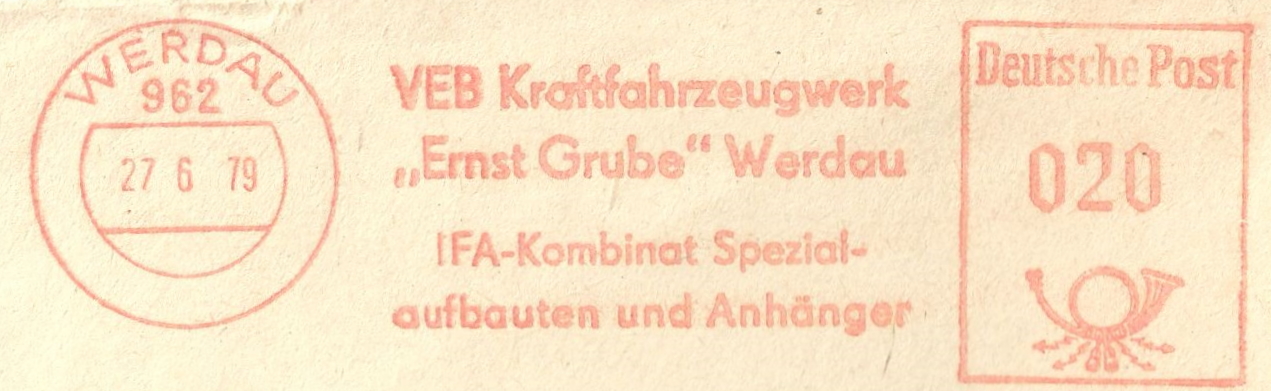 WERDAU
962
27 6 79
VEB Kraftfahrzeugwerk
„Ernst Grube“ Werdau
IFA-Kombinat Spezial-
aufbauten und Anhänger
Deutsche Post
020